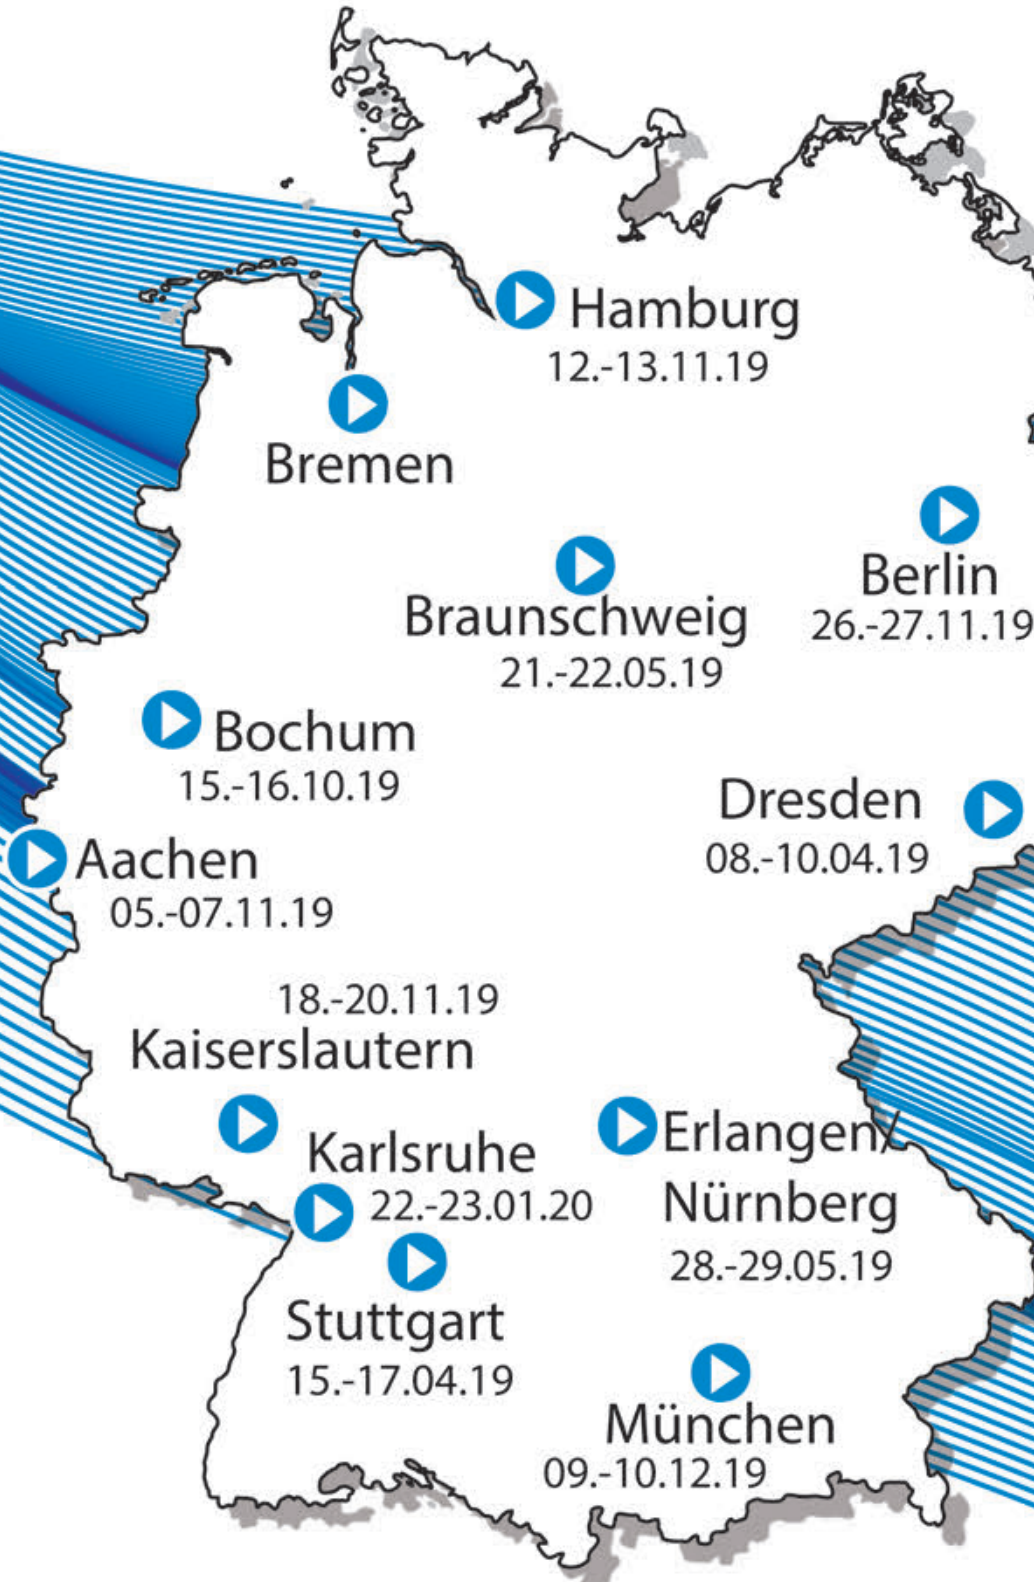 Hamburg
12.-13.11.19
Bremen
Berlin
26.-27.11.19
Braunschweig
21.-22.05.19
Bochum
15.-16.10.19
Dresden
08.-10.04.19
Aachen
05.-07.11.19
18.-20.11.19
Kaiserslautern
Erlangen/
Nürnberg
28.-29.05.19
Karlsruhe
22.-23.01.20
Stuttgart
15.-17.04.19
München
09.-10.12.19